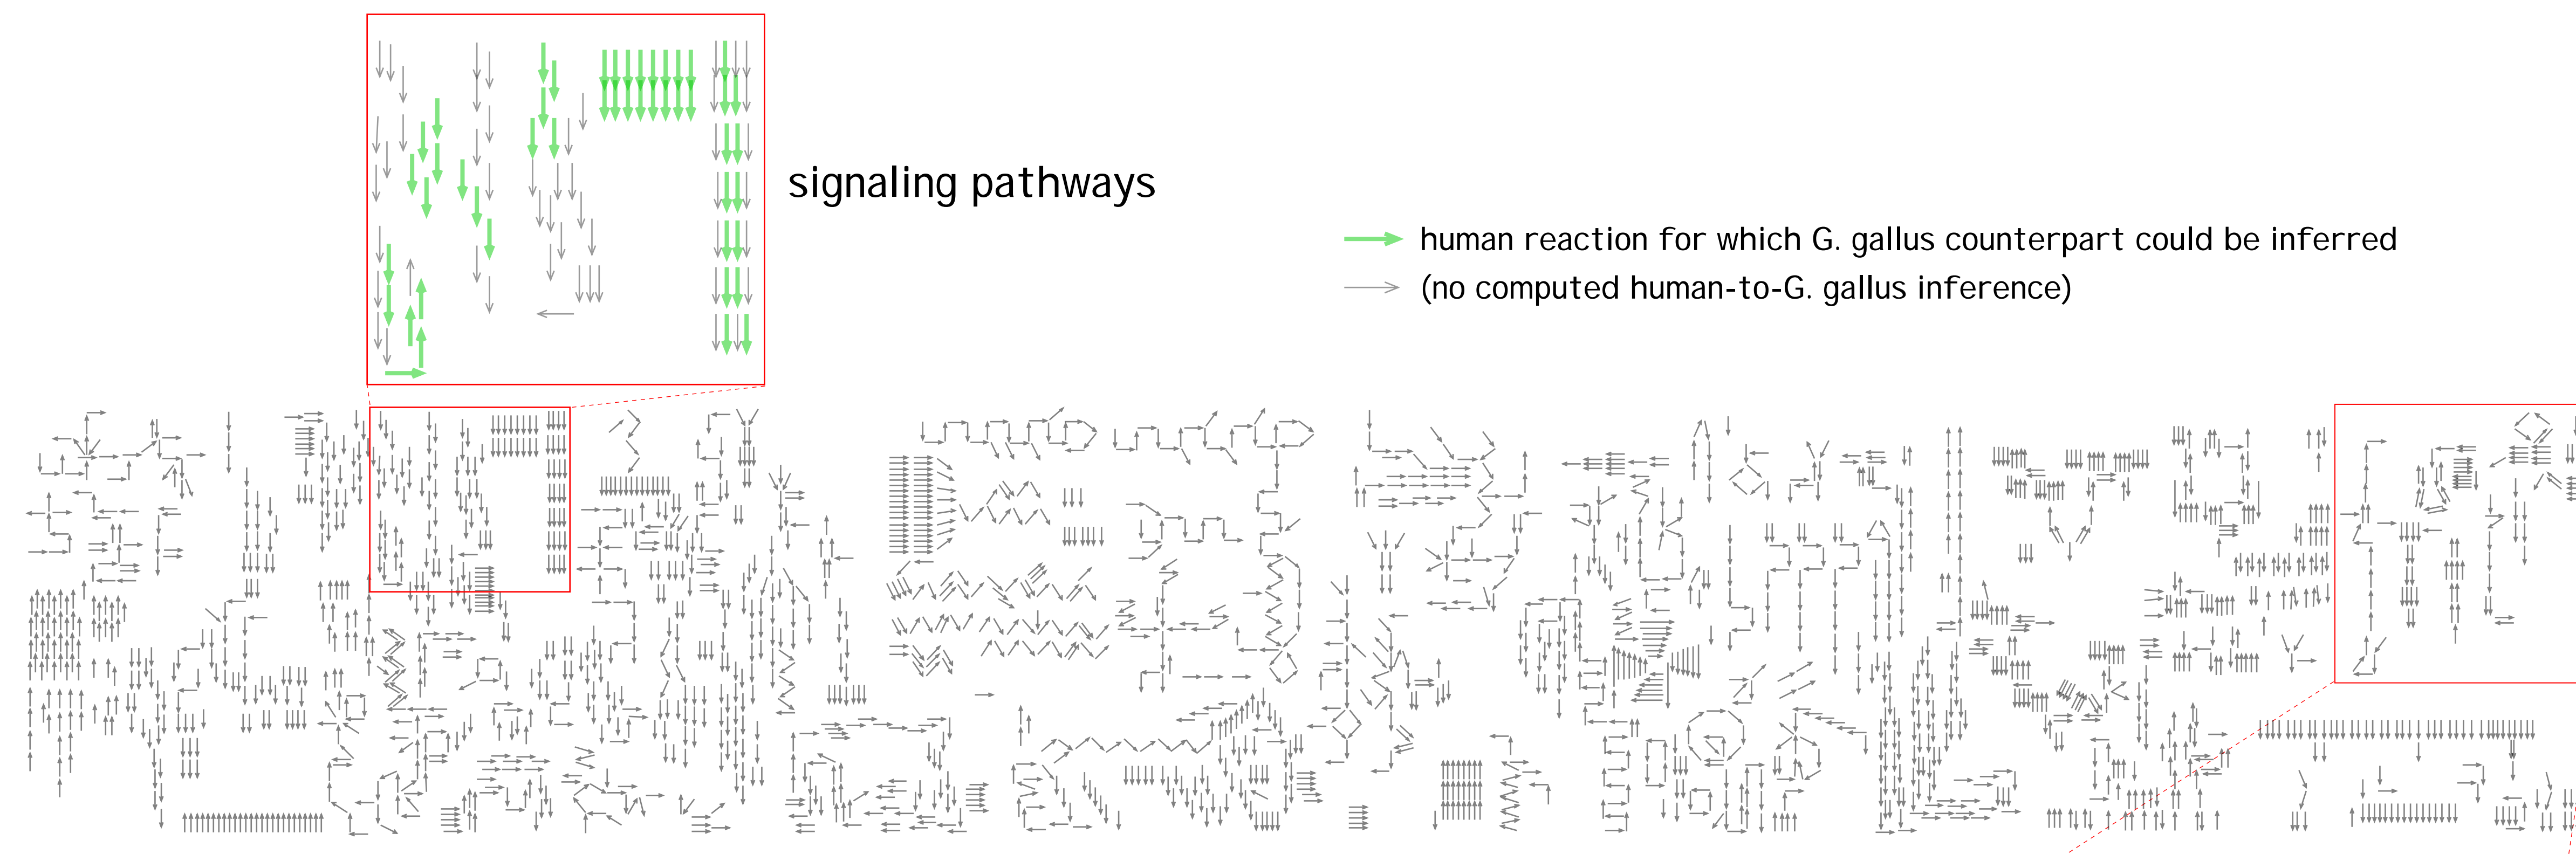 signaling pathways
human reaction for which G. gallus counterpart could be inferred
(no computed human-to-G. gallus inference)